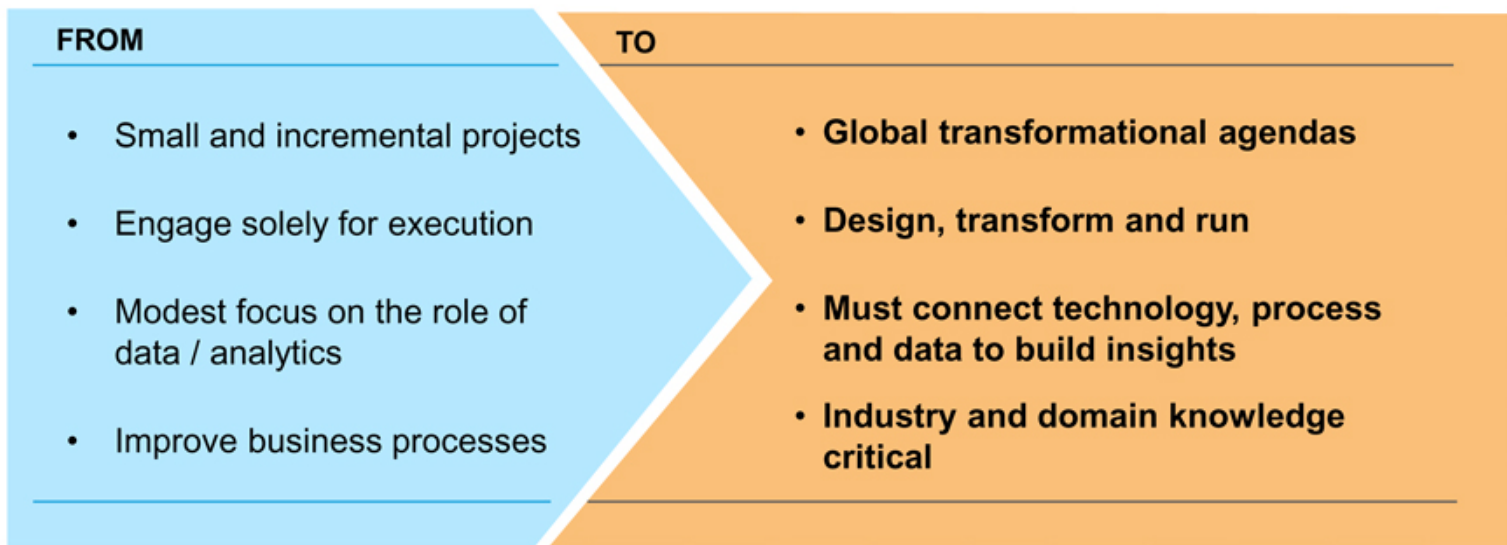 FROM
• Small and incremental projects
• Engage solely for execution
• Modest focus on the role of
data / analytics
• Improve business processes
TO
• Global transformational agendas
• Design, transform and run
• Must connect technology, process
and data to build insights
• Industry and domain knowledge
critical